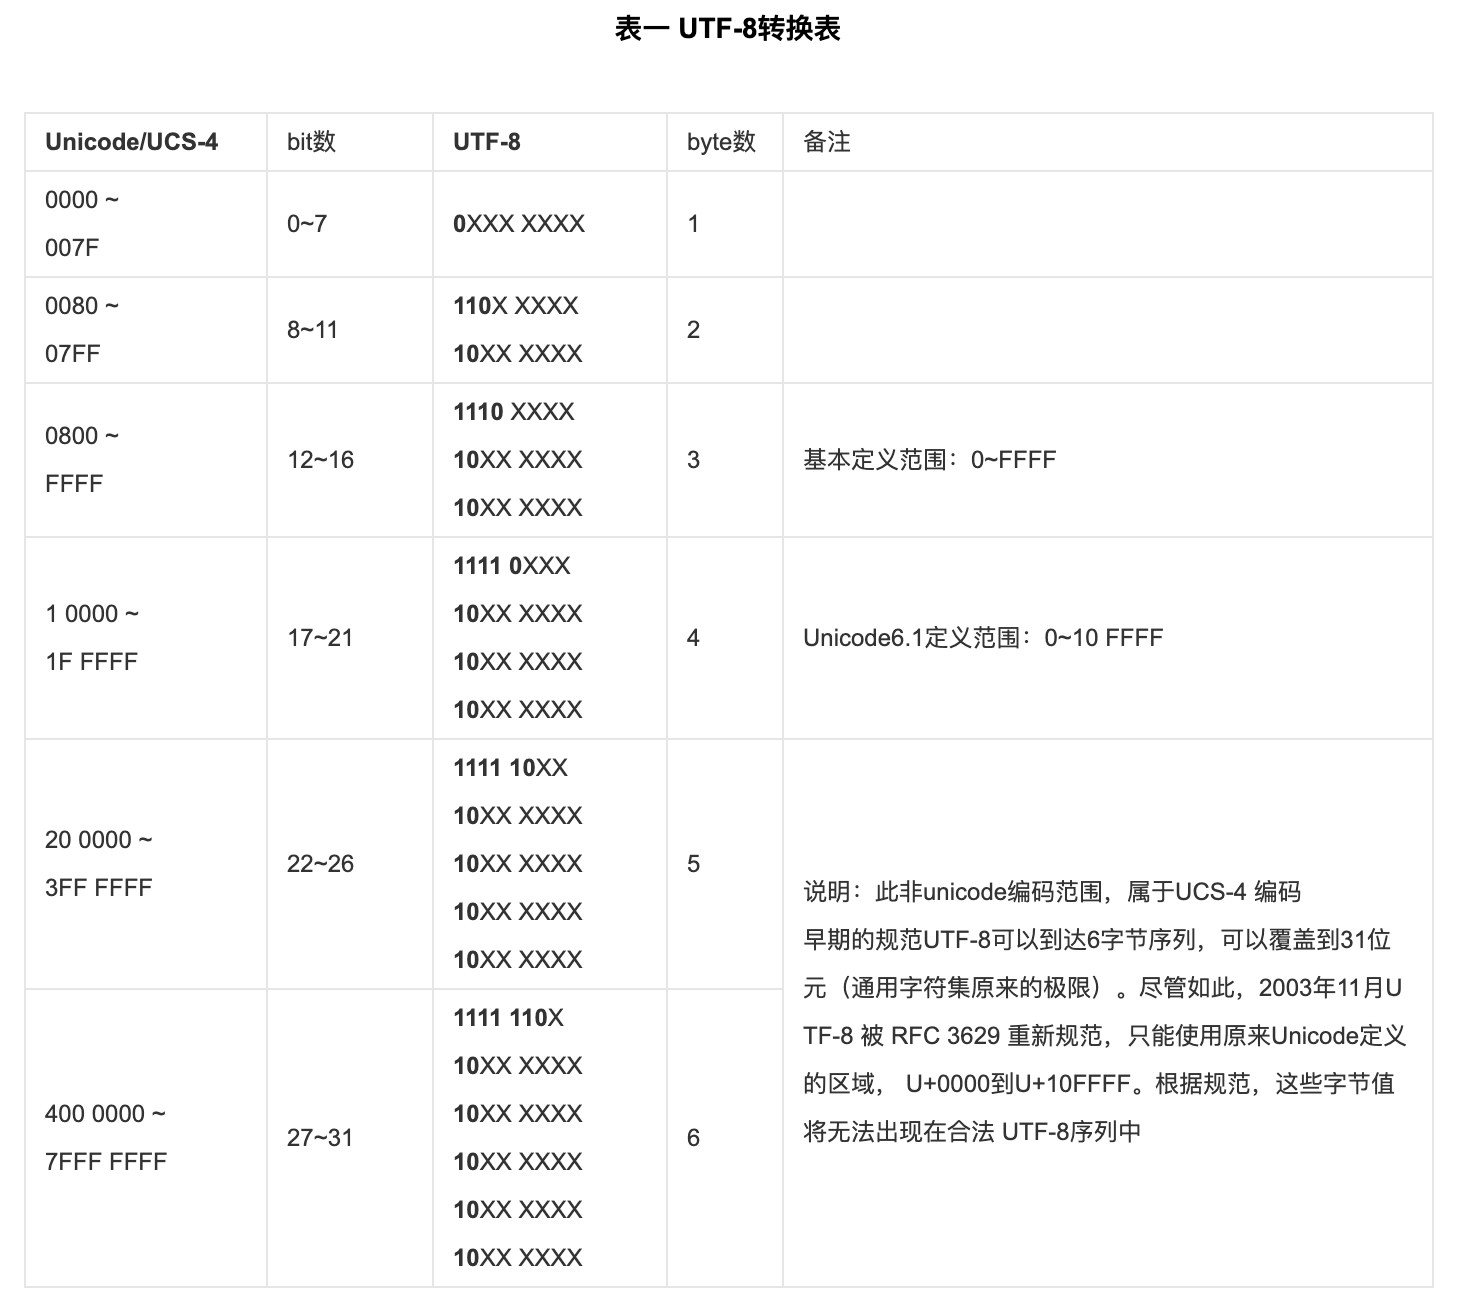 表一 UTF-8转换表
Unicode/UCS-4 bit数 UTF-8 byte数 备注
0000 ~
007F
0~7
0XXX XXXX
1
0080 ~
07FF
8~11
110X XXXX
10XX XXXX
2
0800 ~
FFFF
12~16
1110 XXXX
10XX XXXX
10XX XXXX
3
基本定义范围：0~FFFF
1 0000 ~
1F FFFF
17~21
1111 0XXX
10XX XXXX
10XX XXXX
10XX XXXX
4
Unicode6.1定义范围：0~10 FFFF
20 0000 ~
3FF FFFF
22~26
1111 10XX
10XX XXXX
10XX XXXX
10XX XXXX
10XX XXXX
5
说明：此非unicode编码范围，属于UCS-4 编码
早期的规范UTF-8可以到达6字节序列，可以覆盖到31位
元（通用字符集原来的极限）。尽管如此，2003年11月U
TF-8 被 RFC 3629 重新规范，只能使用原来Unicode定义
的区域， U+0000到U+10FFFF。根据规范，这些字节值
将无法出现在合法 UTF-8序列中
400 0000 ~
7FFF FFFF
27~31
1111 110X
10XX XXXX
10XX XXXX
10XX XXXX
10XX XXXX
10XX XXXX
6